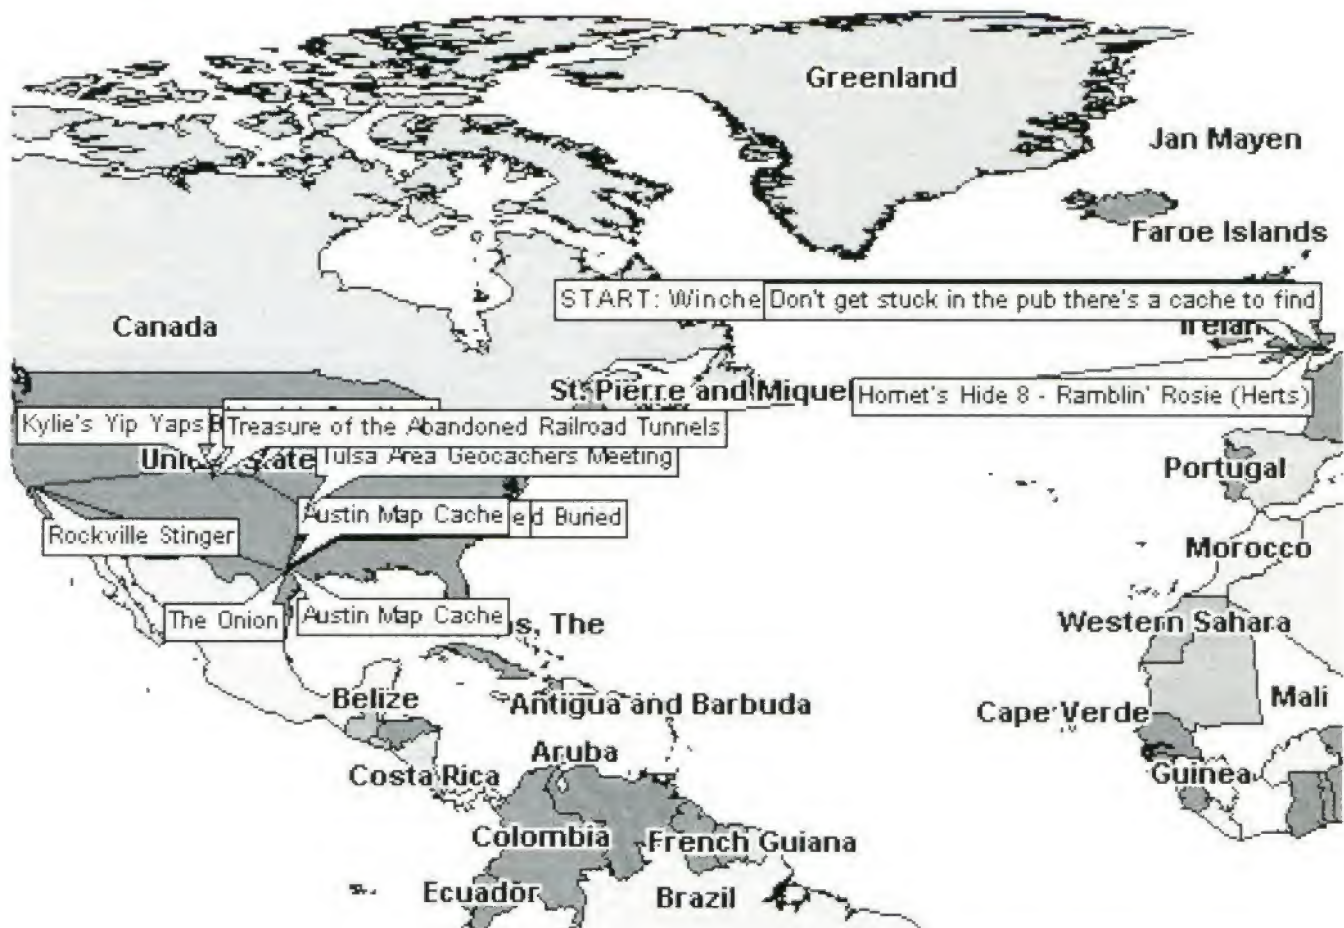 Greenland
Jan Mayen
Faroe Islands
START: Winche
Don't get stuck in the pub there's a cache to find
Canada
St. Pierre and Miquel
Hornet's Hide 8 - Ramblin' Rosie (Herts)
Kylie's Yip Yaps
Treasure of the Abandoned Railroad Tunnels
Tulsa Area Geocachers Meeting
Portugal
Austin Map Cache
ed Buried
Rockville Stinger
Morocco
The Onion
Austin Map Cache
s, The
Western Sahara
Belize
Antigua and Barbuda
Cape Verde
Mali
Aruba
Costa Rica
Guinea
Colombia
French Guiana
Ecuador
Brazil